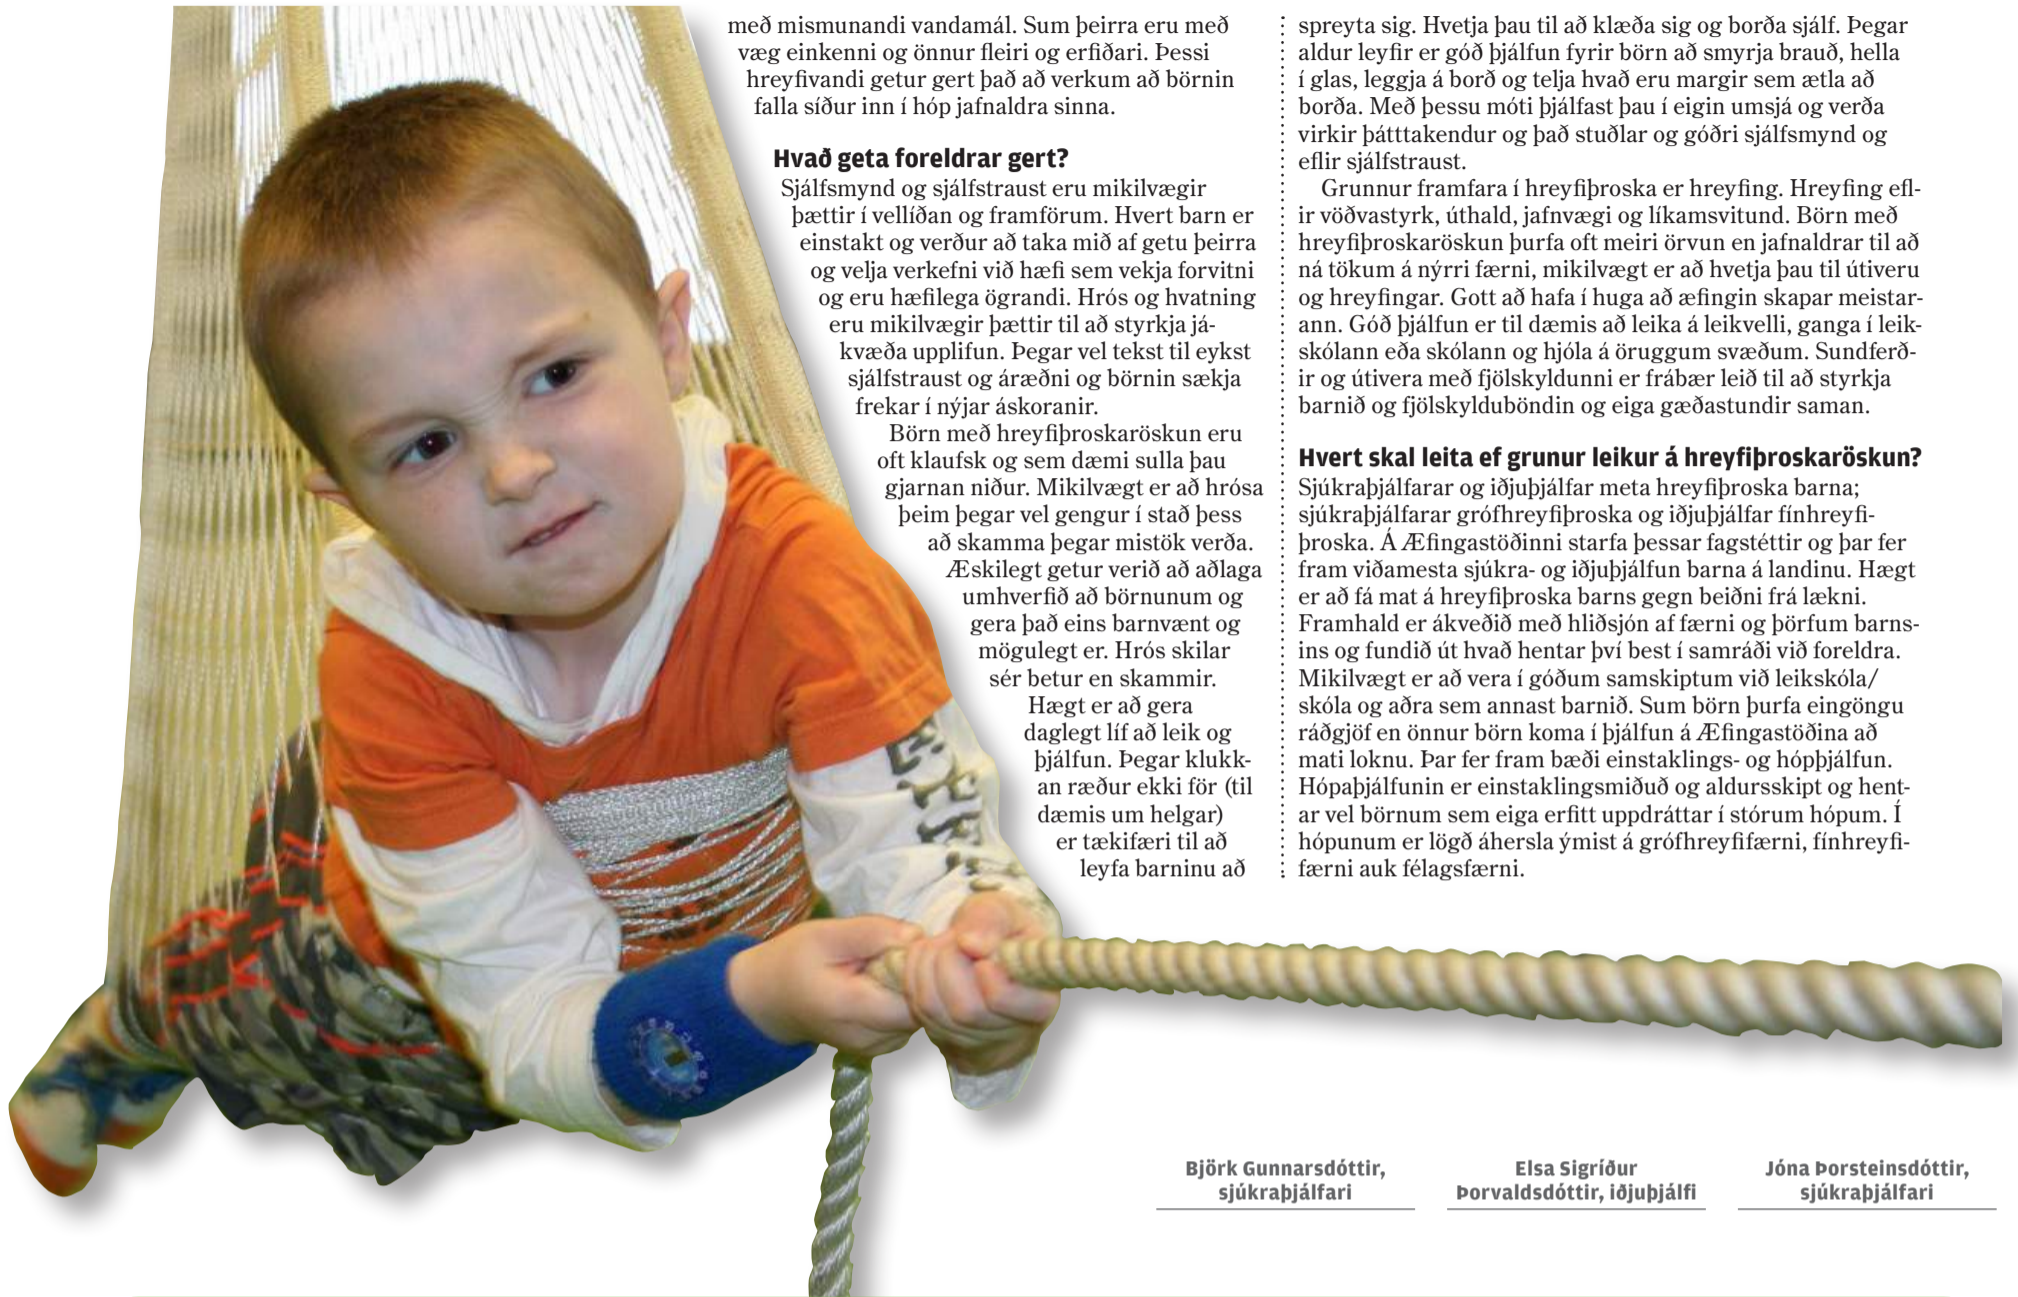 með mismunandi vandamál. Sum þeirra eru með
væg einkenni og önnur fleiri og erfiðari. Þessi
hreyfivandi getur gert það að verkum að börnin
falla síður inn í hóp jafnaldra sinna.
Hvað geta foreldrar gert?
Sjálfsmynd og sjálfstraust eru mikilvægir
þættir í vellíðan og framförum. Hvert barn er
einstakt og verður að taka mið af getu þeirra
og velja verkefni við hæfi sem vekja forvitni
og eru hæfilega ögrandi. Hrós og hvatning
eru mikilvægir þættir til að styrkja já-
kvæða upplifun. Þegar vel tekst til eykst
sjálfstraust og áræðni og börnin sækja
frekar í nýjar áskoranir.
Börn með hreyfiþroskaröskun eru
oft klaufsk og sem dæmi sulla þau
gjarnan niður. Mikilvægt er að hrósa
þeim þegar vel gengur í stað þess
að skamma þegar mistök verða.
Æskilegt getur verið að aðlaga
umhverfið að börnunum og
gera það eins barnvænt og
mögulegt er. Hrós skilar
sér betur en skammir.
Hægt er að gera
daglegt líf að leik og
þjálfun. Þegar klukk-
an ræður ekki för (til
dæmis um helgar)
er tækifæri til að
leyfa barninu að
spreyta sig. Hvetja þau til að klæða sig og borða sjálf. Þegar
aldur leyfir er góð þjálfun fyrir börn að smyrja brauð, hella
í glas, leggja á borð og telja hvað eru margir sem ætla að
borða. Með þessu móti þjálfast þau í eigin umsjá og verða
virkir þátttakendur og það stuðlar og góðri sjálfsmynd og
eflir sjálfstraust.
Grunnur framfara í hreyfiþroska er hreyfing. Hreyfing efl-
ir vöðvastyrk, úthald, jafnvægi og líkamsvitund. Börn með
hreyfiþroskaröskun þurfa oft meiri örvun en jafnaldrar til að
ná tökum á nýrri færni, mikilvægt er að hvetja þau til útiveru
og hreyfingar. Gott að hafa í huga að æfingin skapar meistar-
ann. Góð þjálfun er til dæmis að leika á leikvelli, ganga í leik-
skólann eða skólann og hjóla á öruggum svæðum. Sundferð-
ir og útivera með fjölskyldunni er frábær leið til að styrkja
barnið og fjölskylduböndin og eiga gæðastundir saman.
Hvert skal leita ef grunur leikur á hreyfiþroskaröskun?
Sjúkraþjálfarar og iðjuþjálfar meta hreyfiþroska barna;
sjúkraþjálfarar grófhreyfiþroska og iðjuþjálfar fínhreyfi-
þroska. Á Æfingastöðinni starfa þessar fagstéttir og þar fer
fram viðamesta sjúkra- og iðjuþjálfun barna á landinu. Hægt
er að fá mat á hreyfiþroska barns gegn beiðni frá lækni.
Framhald er ákveðið með hliðsjón af færni og þörfum barns-
ins og fundið út hvað hentar því best í samráði við foreldra.
Mikilvægt er að vera í góðum samskiptum við leikskóla/
skóla og aðra sem annast barnið. Sum börn þurfa eingöngu
ráðgjöf en önnur börn koma í þjálfun á Æfingastöðina að
mati loknu. Þar fer fram bæði einstaklings- og hópþjálfun.
Hópaþjálfunin er einstaklingsmiðuð og aldursskipt og hent-
ar vel börnum sem eiga erfitt uppdráttar í stórum hópum. Í
hópunum er lögð áhersla ýmist á grófhreyfifærni, fínhreyfi-
færni auk félagsfærni.
Björk Gunnarsdóttir,
sjúkraþjálfari
Elsa Sigríður
Þorvaldsdóttir, iðjuþjálfi
Jóna Þorsteinsdóttir,
sjúkraþjálfari